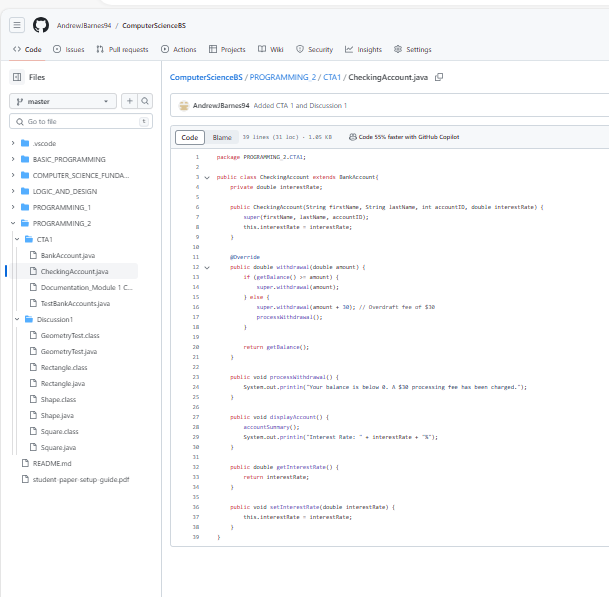 AndrewJBarnes94 / ComputerScienceBS
Code Issues Pull requests Actions Projects Wiki Security Insights Settings
Files
master
Go to file t
.vscode
BASIC_PROGRAMMING
COMPUTER_SCIENCE_FUNDA...
LOGIC_AND_DESIGN
PROGRAMMING_1
PROGRAMMING_2
CTA1
BankAccount.java
CheckingAccount.java
Documentation_Module 1 C...
TestBankAccounts.java
Discussion1
GeometryTest.class
GeometryTest.java
Rectangle.class
Rectangle.java
Shape.class
Shape.java
Square.class
Square.java
README.md
student-paper-setup-guide.pdf
ComputerScienceBS / PROGRAMMING_2 / CTA1 / CheckingAccount.java
AndrewJBarnes94 Added CTA 1 and Discussion 1
Code Blame 39 lines (31 loc) · 1.05 KB Code 55% faster with GitHub Copilot
1 package PROGRAMMING_2.CTA1;
2
3 public class CheckingAccount extends BankAccount{
4 private double interestRate;
5
6 public CheckingAccount(String firstName, String lastName, int accountID, double interestRate) {
7 super(firstName, lastName, accountID);
8 this.interestRate = interestRate;
9 }
10
11 @Override
12 public double withdrawal(double amount) {
13 if (getBalance() >= amount) {
14 super.withdrawal(amount);
15 } else {
16 super.withdrawal(amount + 30); // Overdraft fee of $30
17 processWithdrawal();
18 }
19
20 return getBalance();
21 }
22
23 public void processWithdrawal() {
24 System.out.println("Your balance is below 0. A $30 processing fee has been charged.");
25 }
26
27 public void displayAccount() {
28 accountSummary();
29 System.out.println("Interest Rate: " + interestRate + "%");
30 }
31
32 public double getInterestRate() {
33 return interestRate;
34 }
35
36 public void setInterestRate(double interestRate) {
37 this.interestRate = interestRate;
38 }
39 }